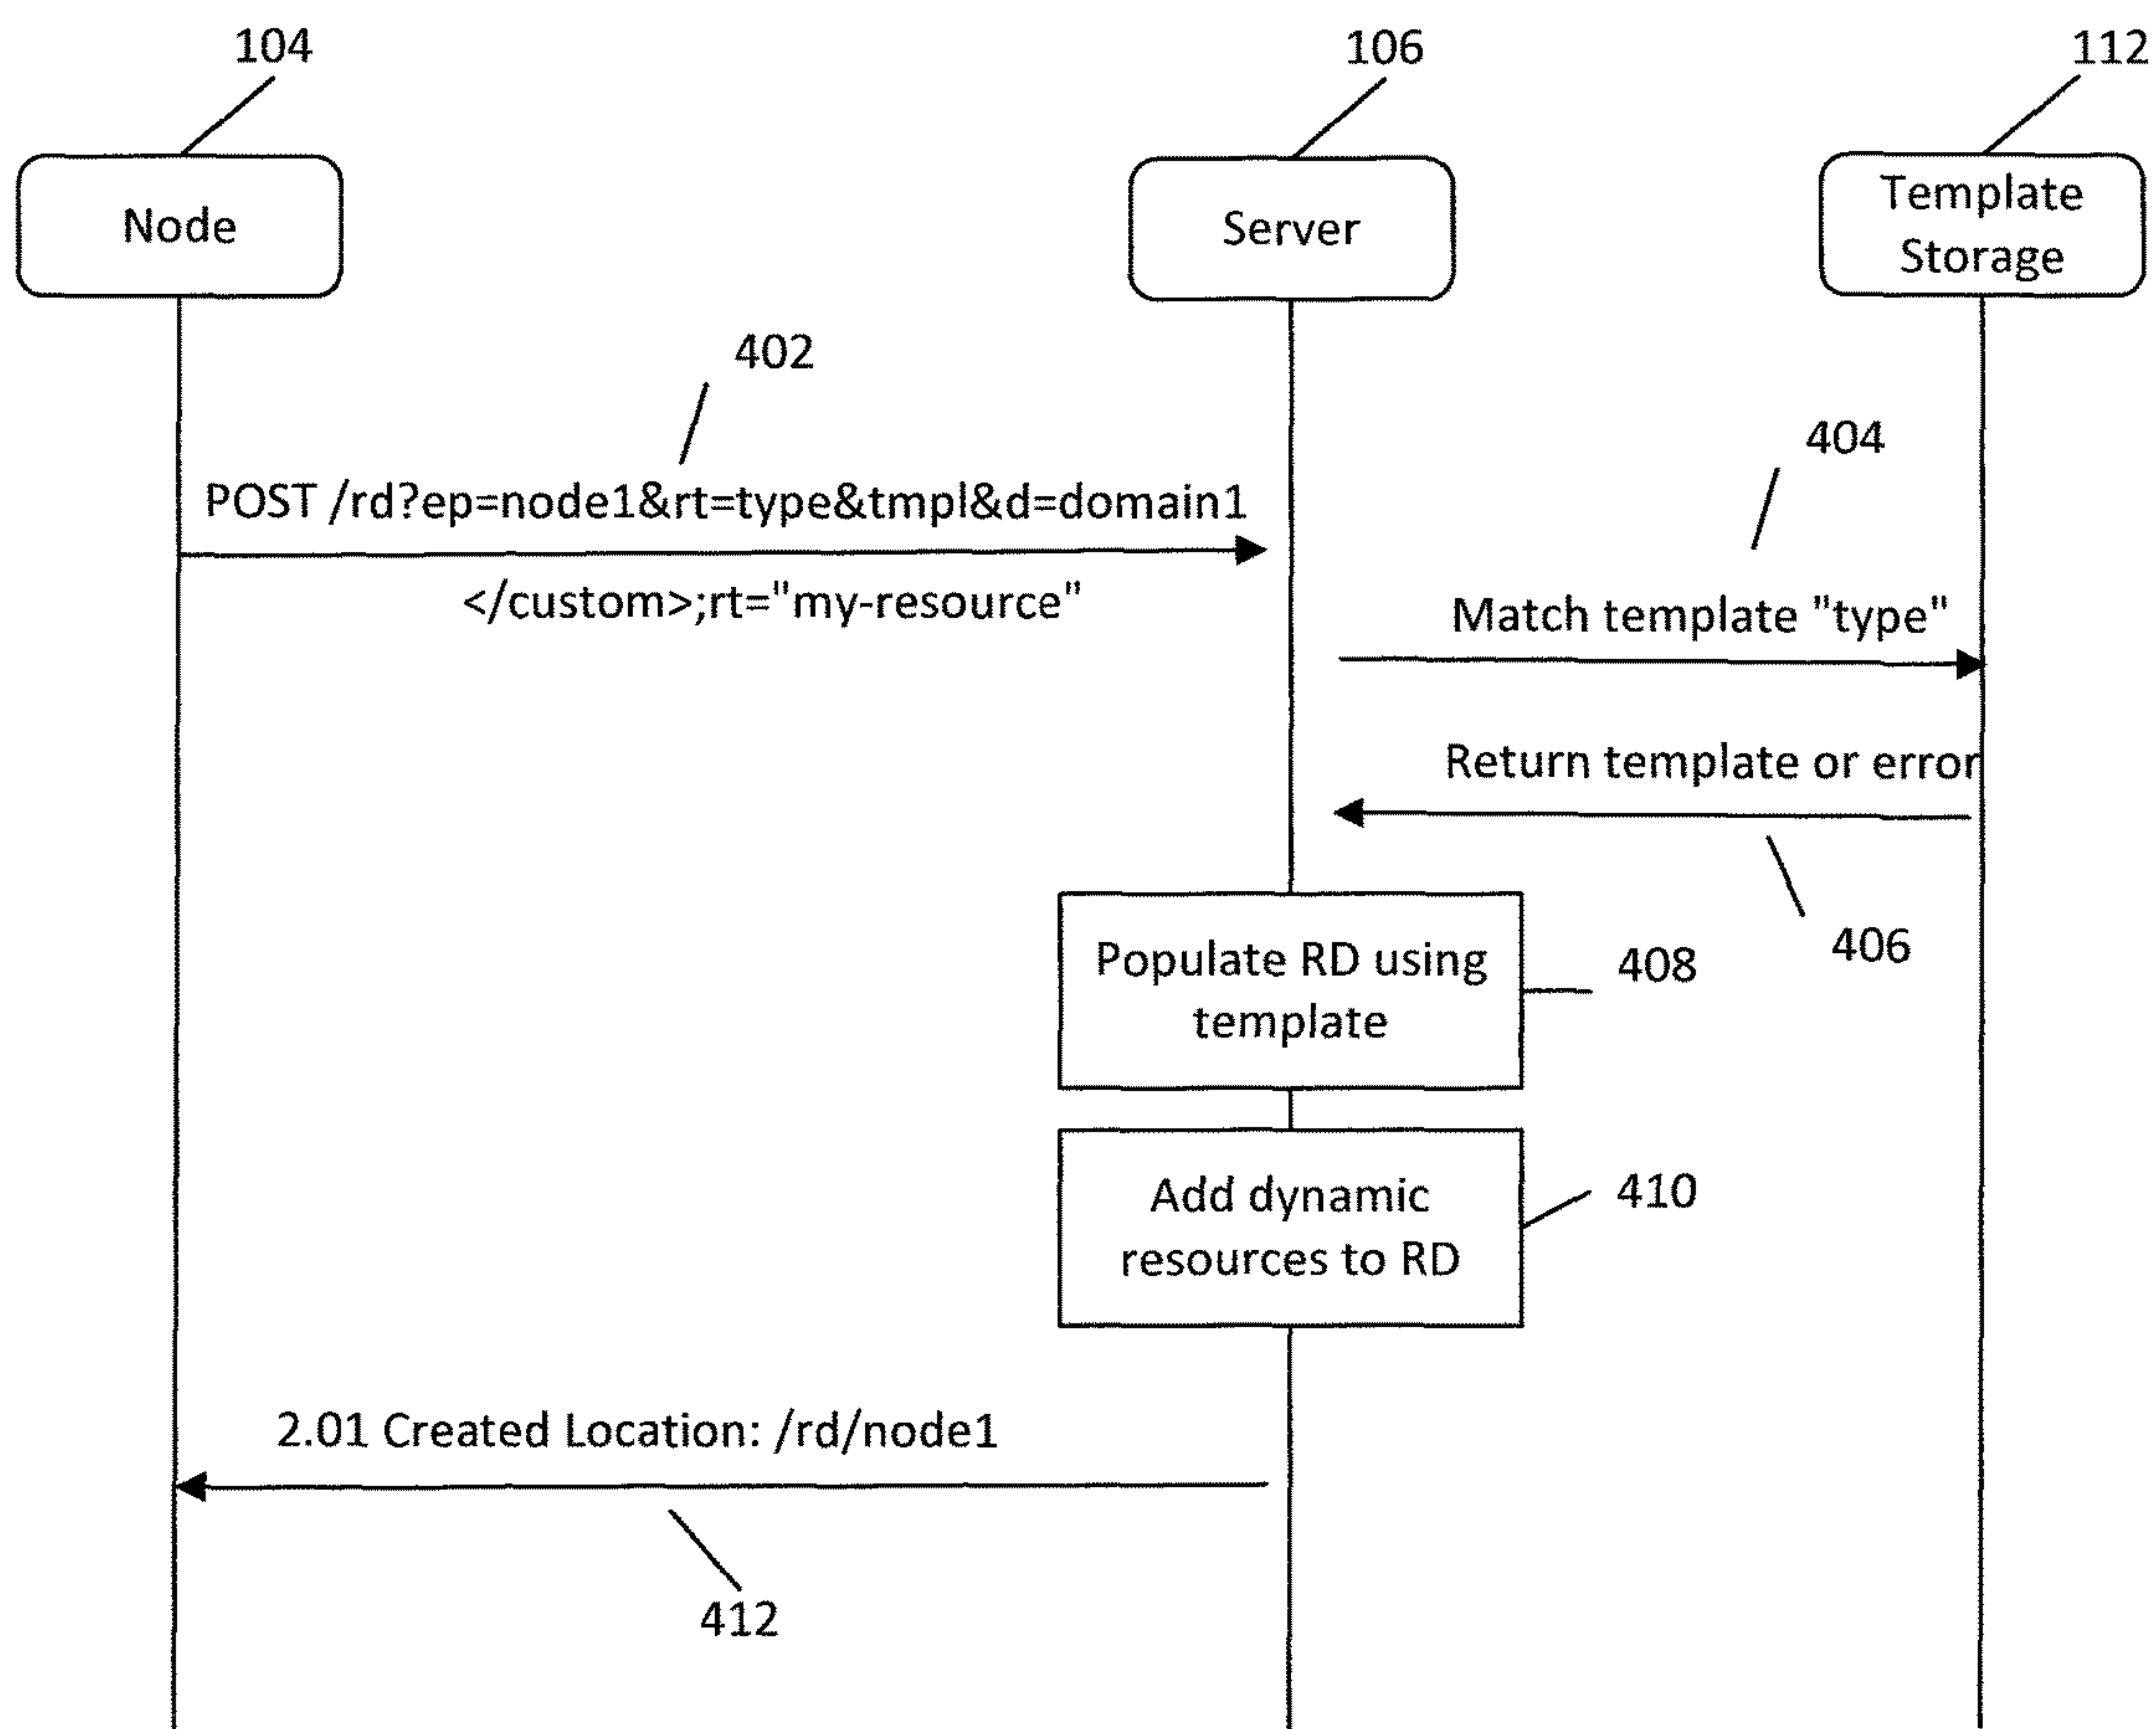 104
106
112
Node
Server
Template
Storage
402
POST /rd?ep=node1&rt=type&tmpl&d=domain1
</custom>;rt="my-resource"
404
Match template "type"
Return template or error
406
Populate RD using
template
408
Add dynamic
resources to RD
410
2.01 Created Location: /rd/node1
412